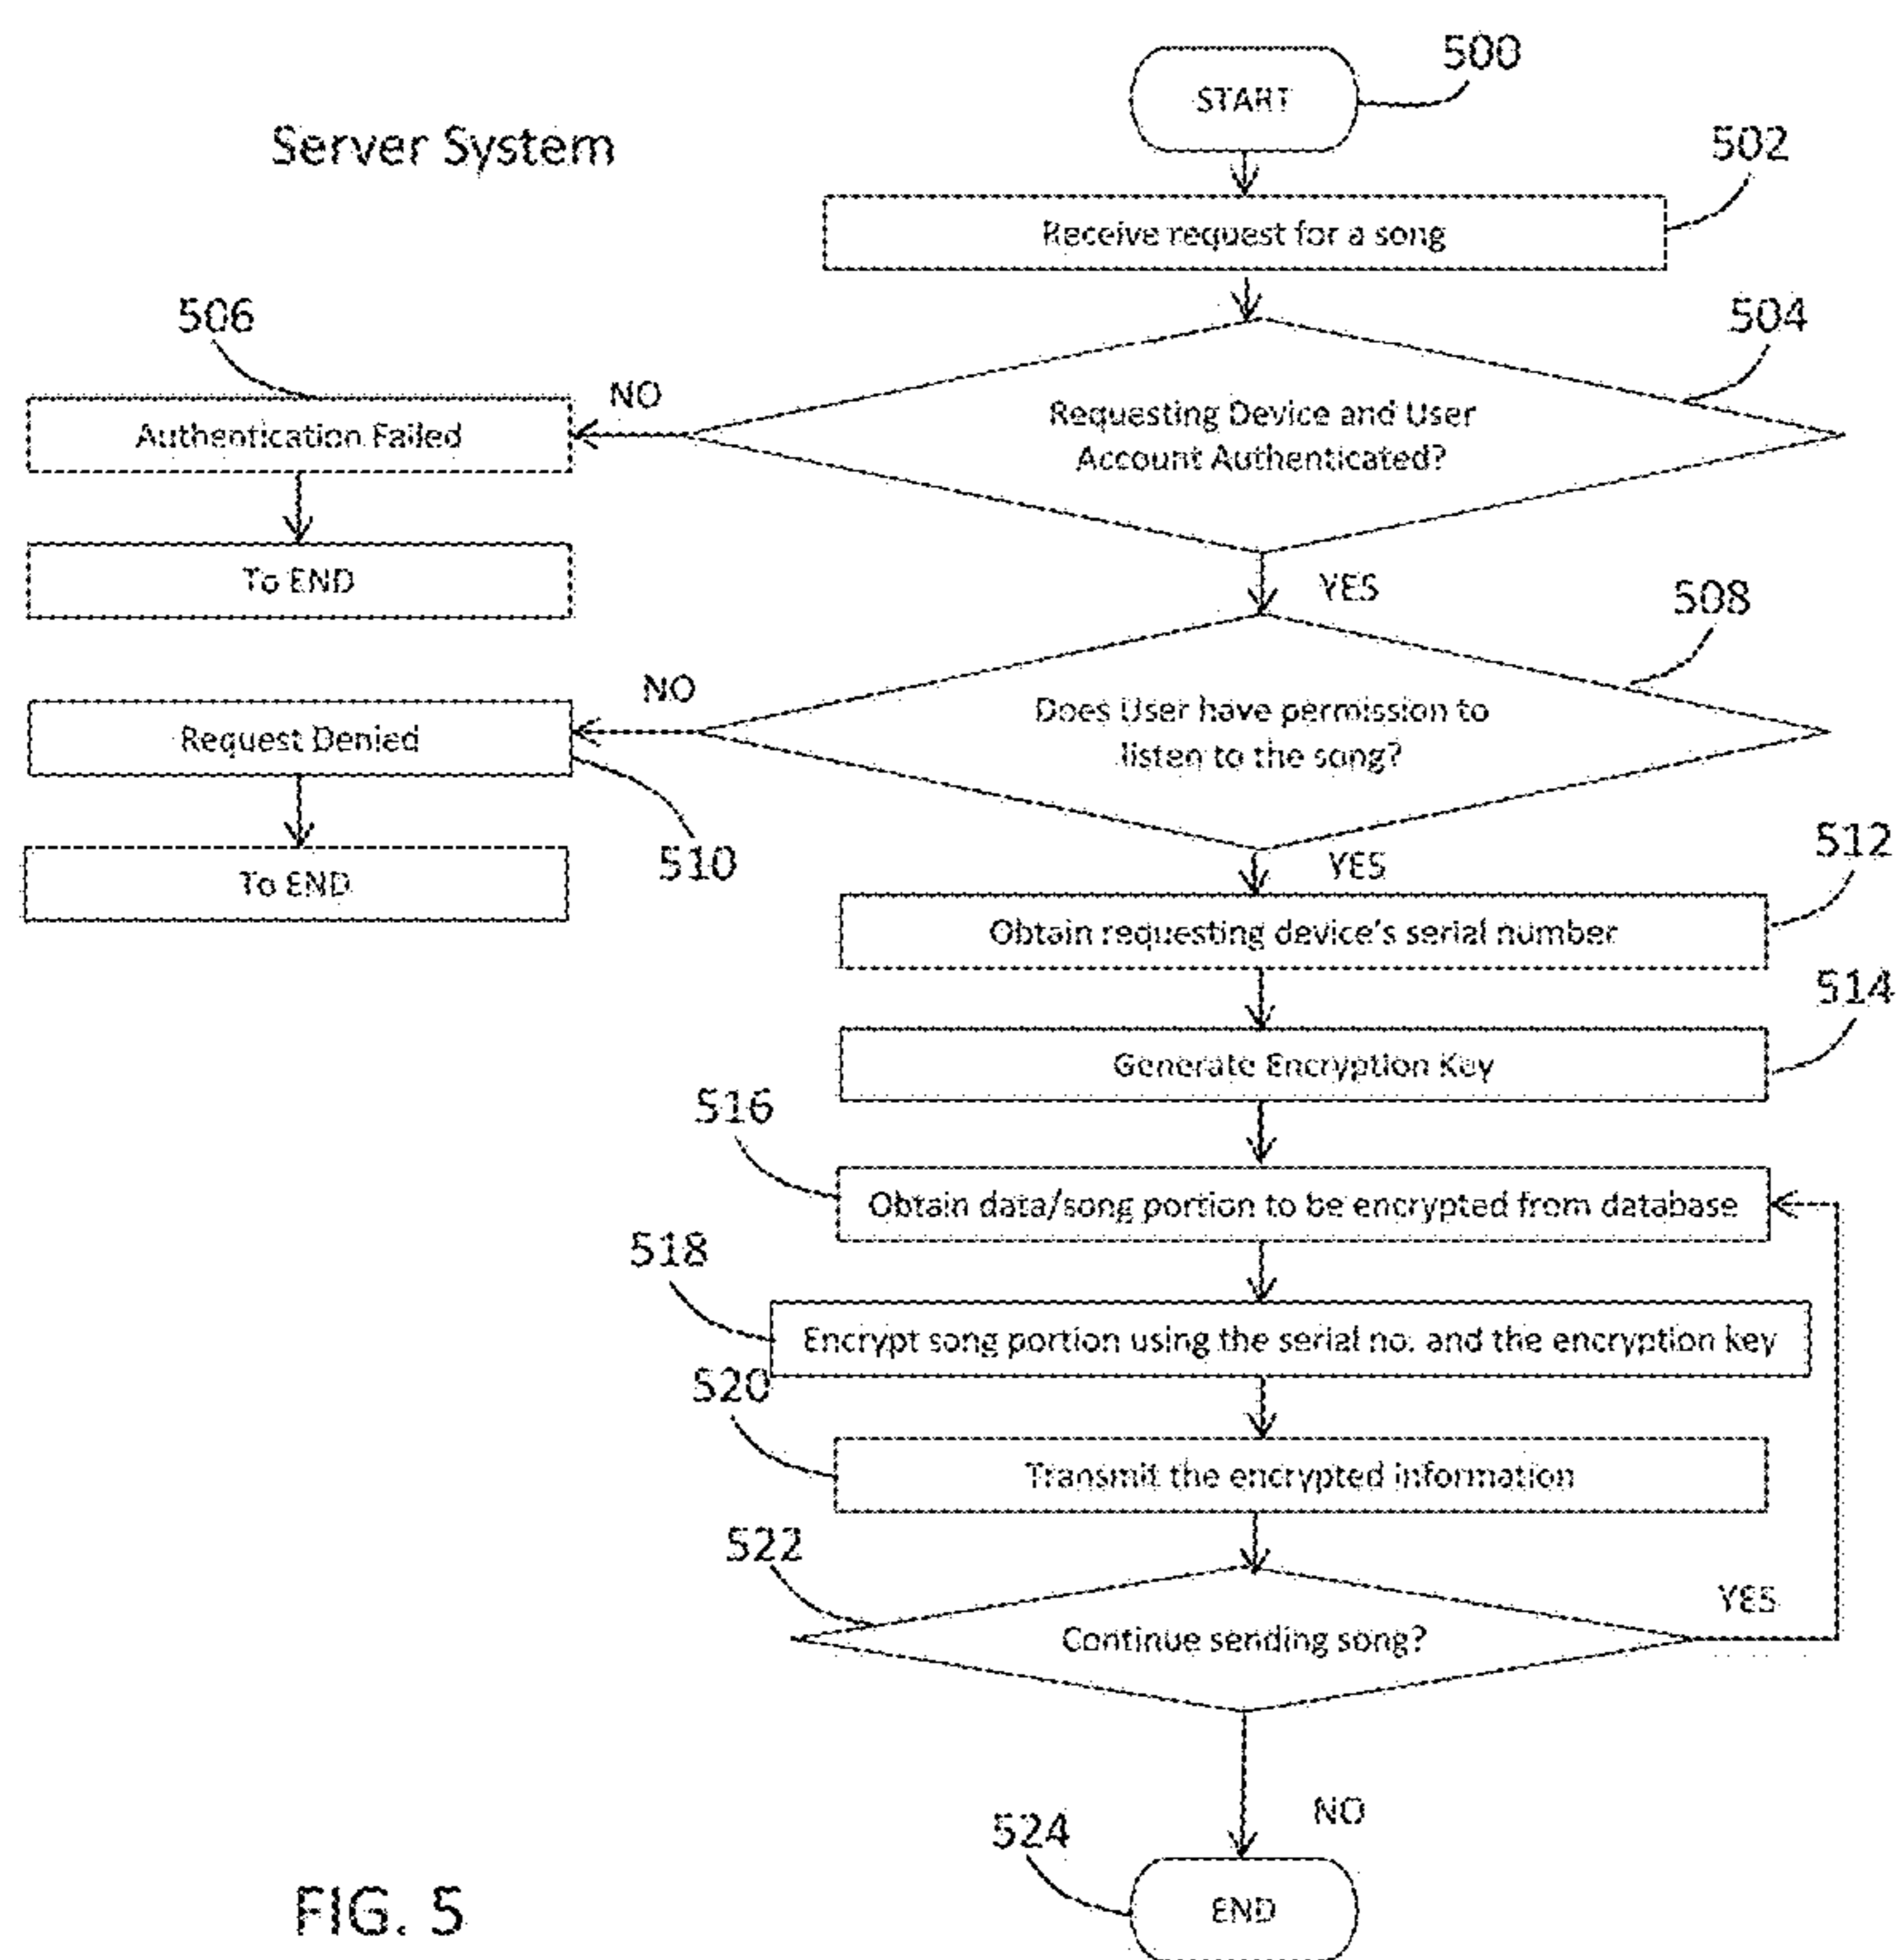 500
START
Server System
502
Receive request for a song
506
504
NO
Authentication Failed
Requesting Device and User
Account Authenticated?
To END
YES
508
NO
Request Denied
Does User have permission to
listen to the song?
510
To END
YES
512
Obtain requesting device's serial number
514
Generate Encryption Key
516
Obtain data/song portion to be encrypted from database
518
Encrypt song portion using the serial no. and the encryption key
520
Transmit the encrypted information
522
YES
Continue sending song?
NO
524
END
FIG. 5